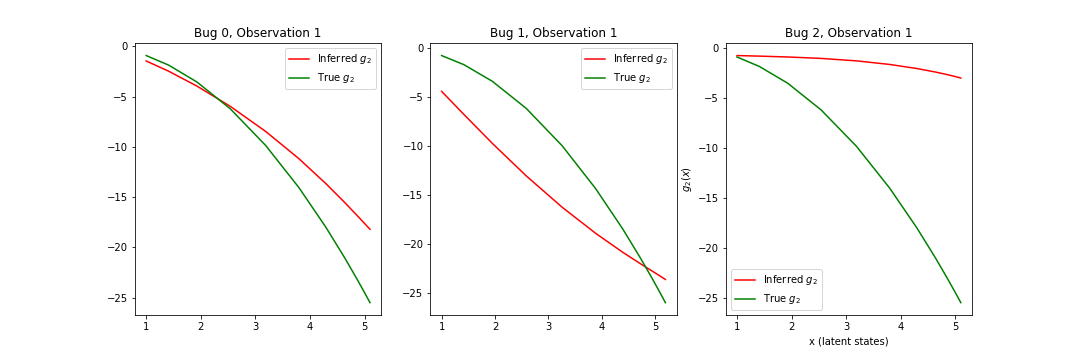 Bug 0, Observation 1
0
−5
−10
−15
−20
−25
1 2 3 4 5
Inferred g₂
True g₂
Bug 1, Observation 1
0
−5
−10
−15
−20
−25
1 2 3 4 5
Inferred g₂
True g₂
Bug 2, Observation 1
g₂(x)
0
−5
−10
−15
−20
−25
1 2 3 4 5
x (latent states)
Inferred g₂
True g₂